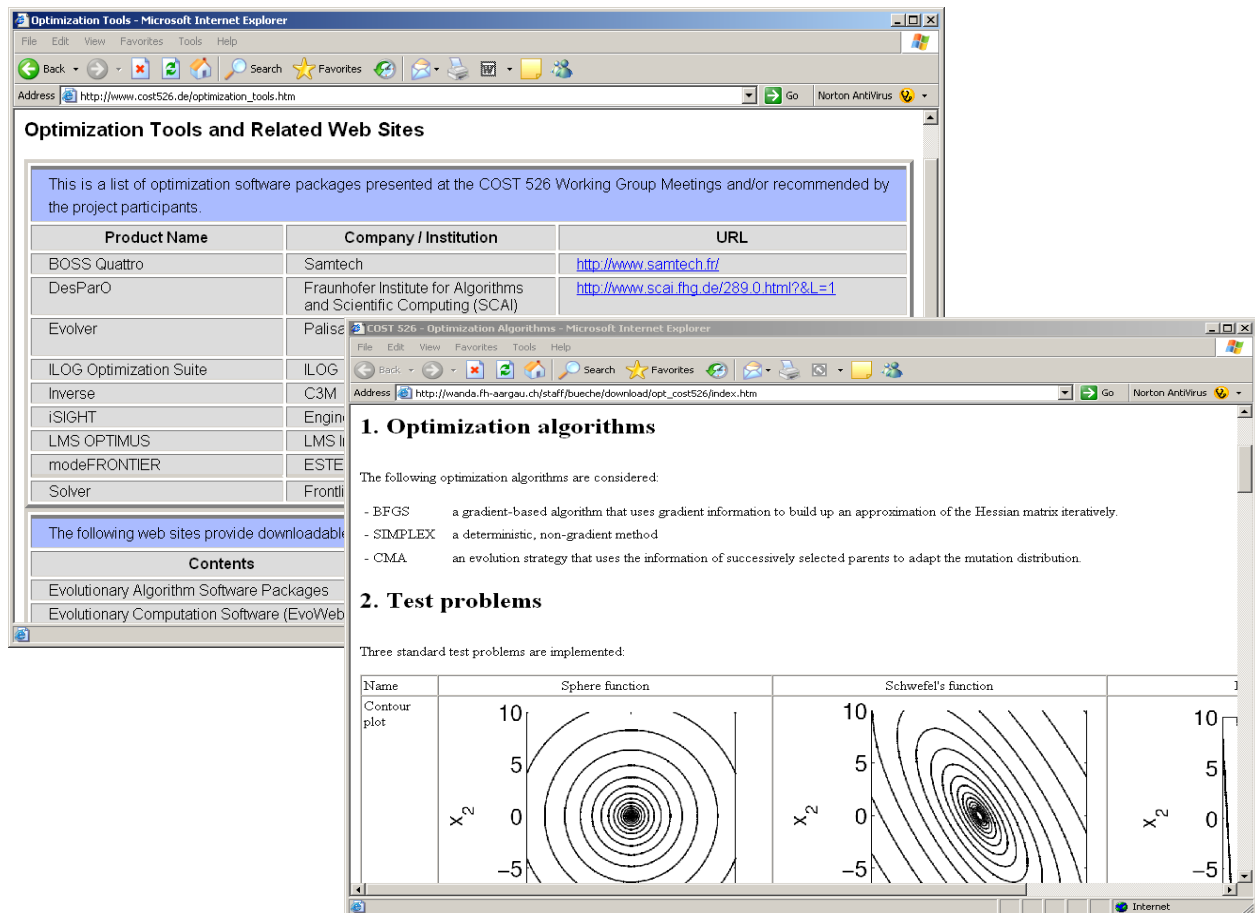 Optimization Tools - Microsoft Internet Explorer
File Edit View Favorites Tools Help
Back Search Favorites
Address http://www.cost526.de/optimization_tools.htm Go Norton AntiVirus
Optimization Tools and Related Web Sites
This is a list of optimization software packages presented at the COST 526 Working Group Meetings and/or recommended by
the project participants.
Product Name Company / Institution URL
BOSS Quattro Samtech http://www.samtech.fr/
DesParO Fraunhofer Institute for Algorithms http://www.scai.fhg.de/289.0.html?&L=1
and Scientific Computing (SCAI)
Evolver
ILOG Optimization Suite ILOG
Inverse C3M
iSIGHT
LMS OPTIMUS LMS
modeFRONTIER
Solver
The following web sites provide
Contents
Evolutionary Algorithm Software Packages
Evolutionary Computation Software (EvoWeb
COST 526 - Optimization Algorithms - Microsoft Internet Explorer
File Edit View Favorites Tools Help
Back Search Favorites
Address http://wanda.fh-aargau.ch/staff/bueche/download/opt_cost526/index.htm Go Norton AntiVirus
1. Optimization algorithms
The following optimization algorithms are considered:
- BFGS a gradient-based algorithm that uses gradient information to build up an approximation of the Hessian matrix iteratively.
- SIMPLEX a deterministic, non-gradient method
- CMA an evolution strategy that uses the information of successively selected parents to adapt the mutation distribution.
2. Test problems
Three standard test problems are implemented:
Name Sphere function Schwefel's function
Contour
plot
10 10 10
5 5 5
x2 0 x2 0 x2 0
-5 -5 -5
Internet